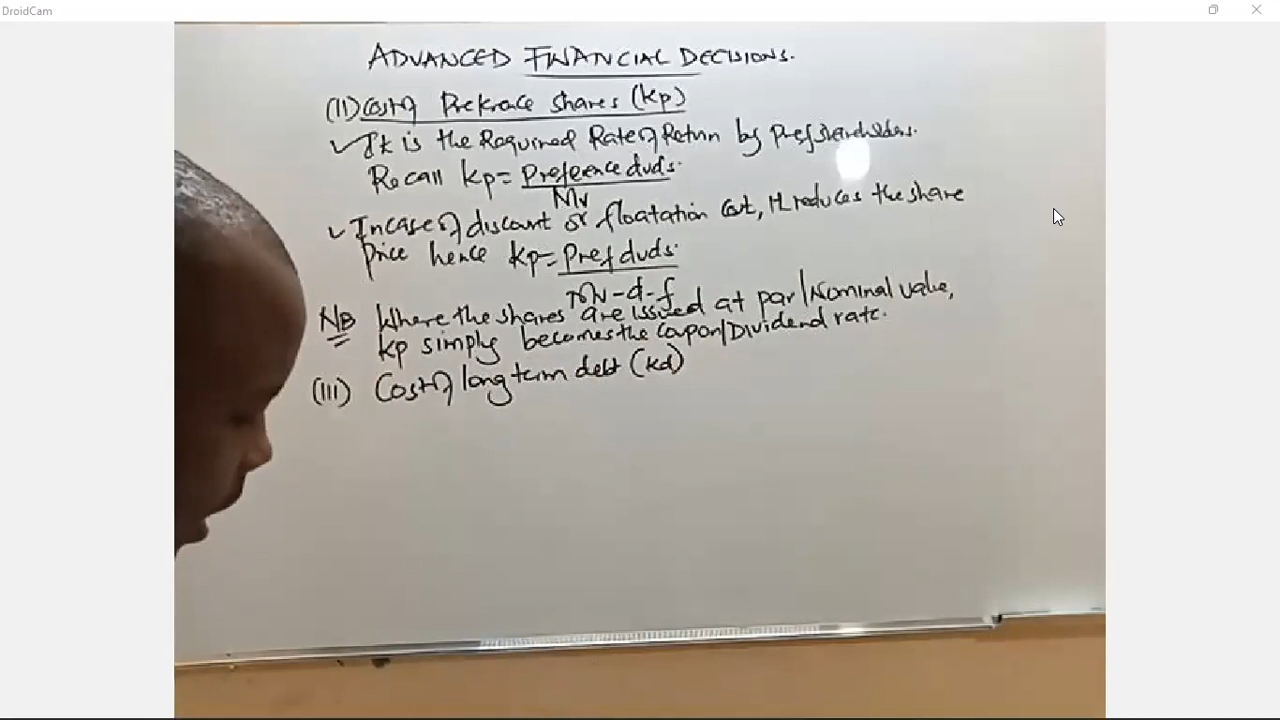 DroidCam
ADVANCED FINANCIAL DECISIONS.
(II) Cost of Preference Shares (Kp)
✓ It is the Required Rate of Return by Pref shareholders.
Recall Kp = Preference dvds.
Mv
✓ Incase of discount or floatation cost, it reduces the share
price hence Kp = Pref dvds.
Mv-d-f
NB Where the shares are issued at par/Nominal value,
Kp simply becomes the coupon/Dividend rate.
(III) Cost of long term debt (Kd)